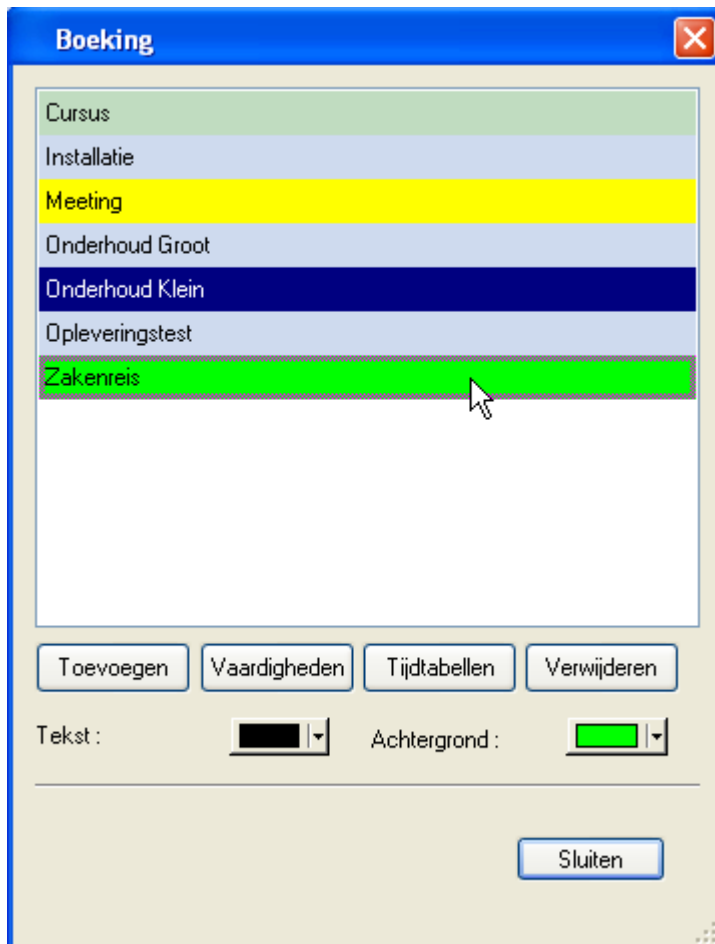 Boeking
Cursus
Installatie
Meeting
Onderhoud Groot
Onderhoud Klein
Opleveringstest
Zakenreis
Toevoegen Vaardigheden Tijdtabellen Verwijderen
Tekst : Achtergrond :
Sluiten